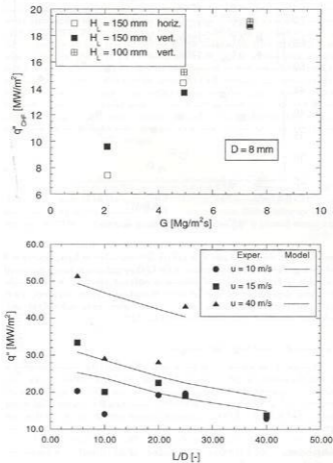 20
18
16
14
12
10
8
6
q"CHF [MW/m²]
H_L = 150 mm horiz.
H_L = 150 mm vert.
H_L = 100 mm vert.
D = 8 mm
0 2 4 6 8 10
G [Mg/m²s]
60.0
50.0
40.0
30.0
20.0
10.0
q" [MW/m²]
Exper. Model
u = 10 m/s
u = 15 m/s
u = 40 m/s
0.00 10.00 20.00 30.00 40.00 50.00
L/D [-]